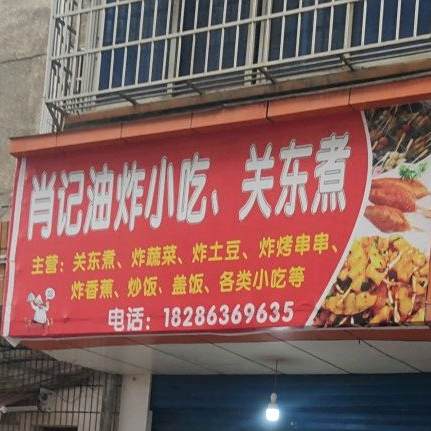 肖记油炸小吃、关东煮
主营：关东煮、炸蔬菜、炸土豆、炸烤串串、
炸香蕉、炒饭、盖饭、各类小吃等
电话：18286369635